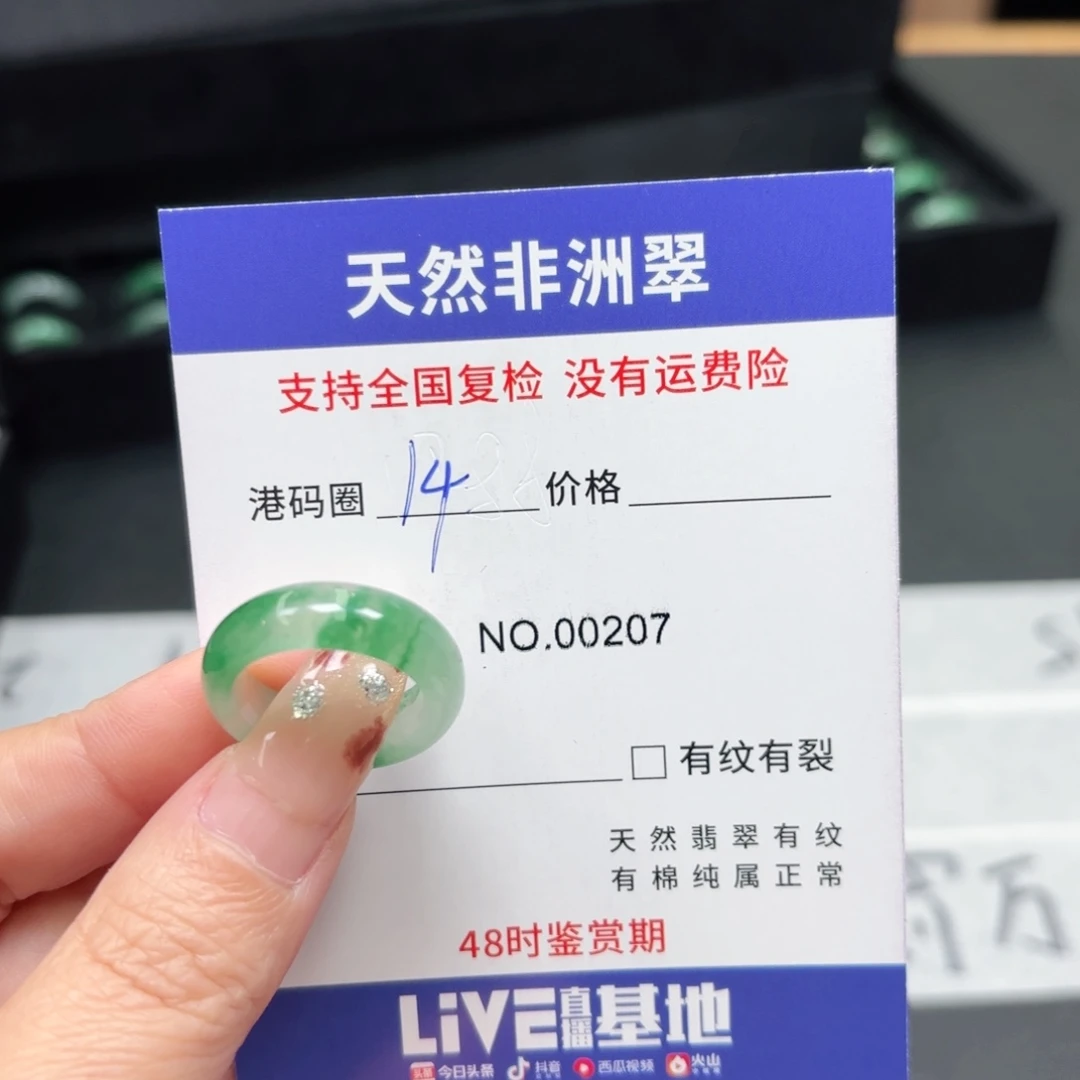 天然非洲翠
支持全国复检 没有运费险
港码圈 14 价格
NO.00207
有纹有裂
天然翡翠有纹
有棉纯属正常
48时鉴赏期
LiVE直播基地
头条 今日头条 抖音 西瓜视频 火山